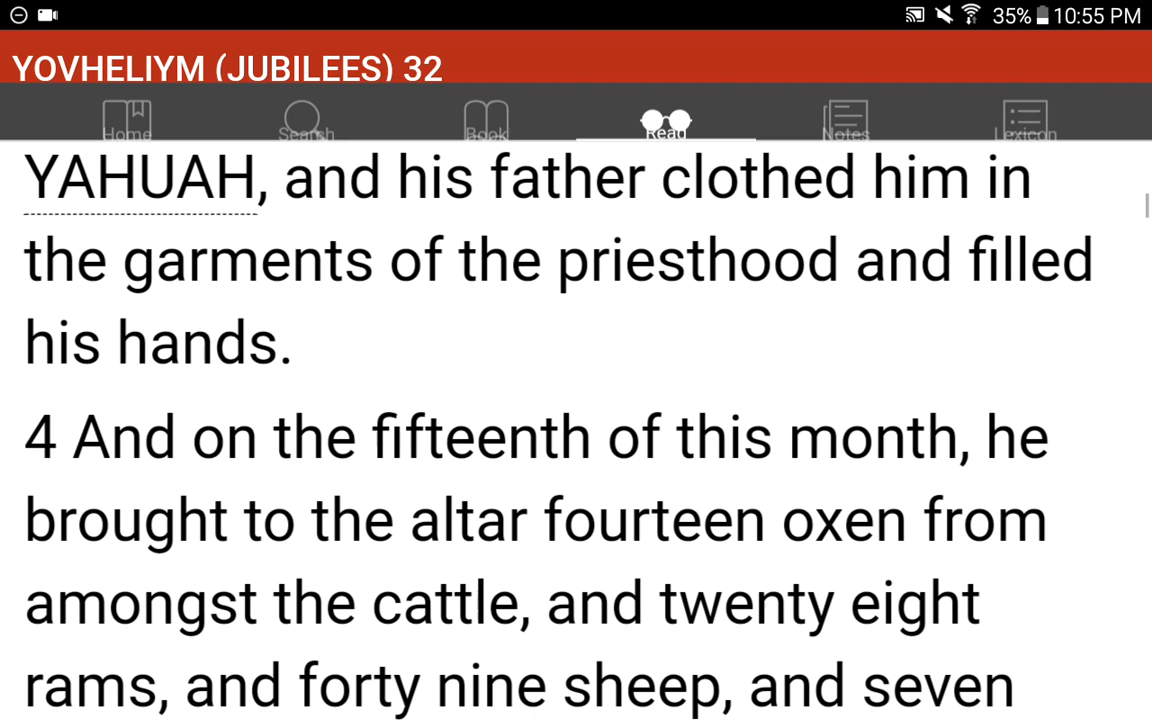 35% 10:55 PM
YOVHELIYM (JUBILEES) 32
Home Search Book Read Notes Lexicon
YAHUAH, and his father clothed him in
the garments of the priesthood and filled
his hands.
4 And on the fifteenth of this month, he
brought to the altar fourteen oxen from
amongst the cattle, and twenty eight
rams, and forty nine sheep, and seven